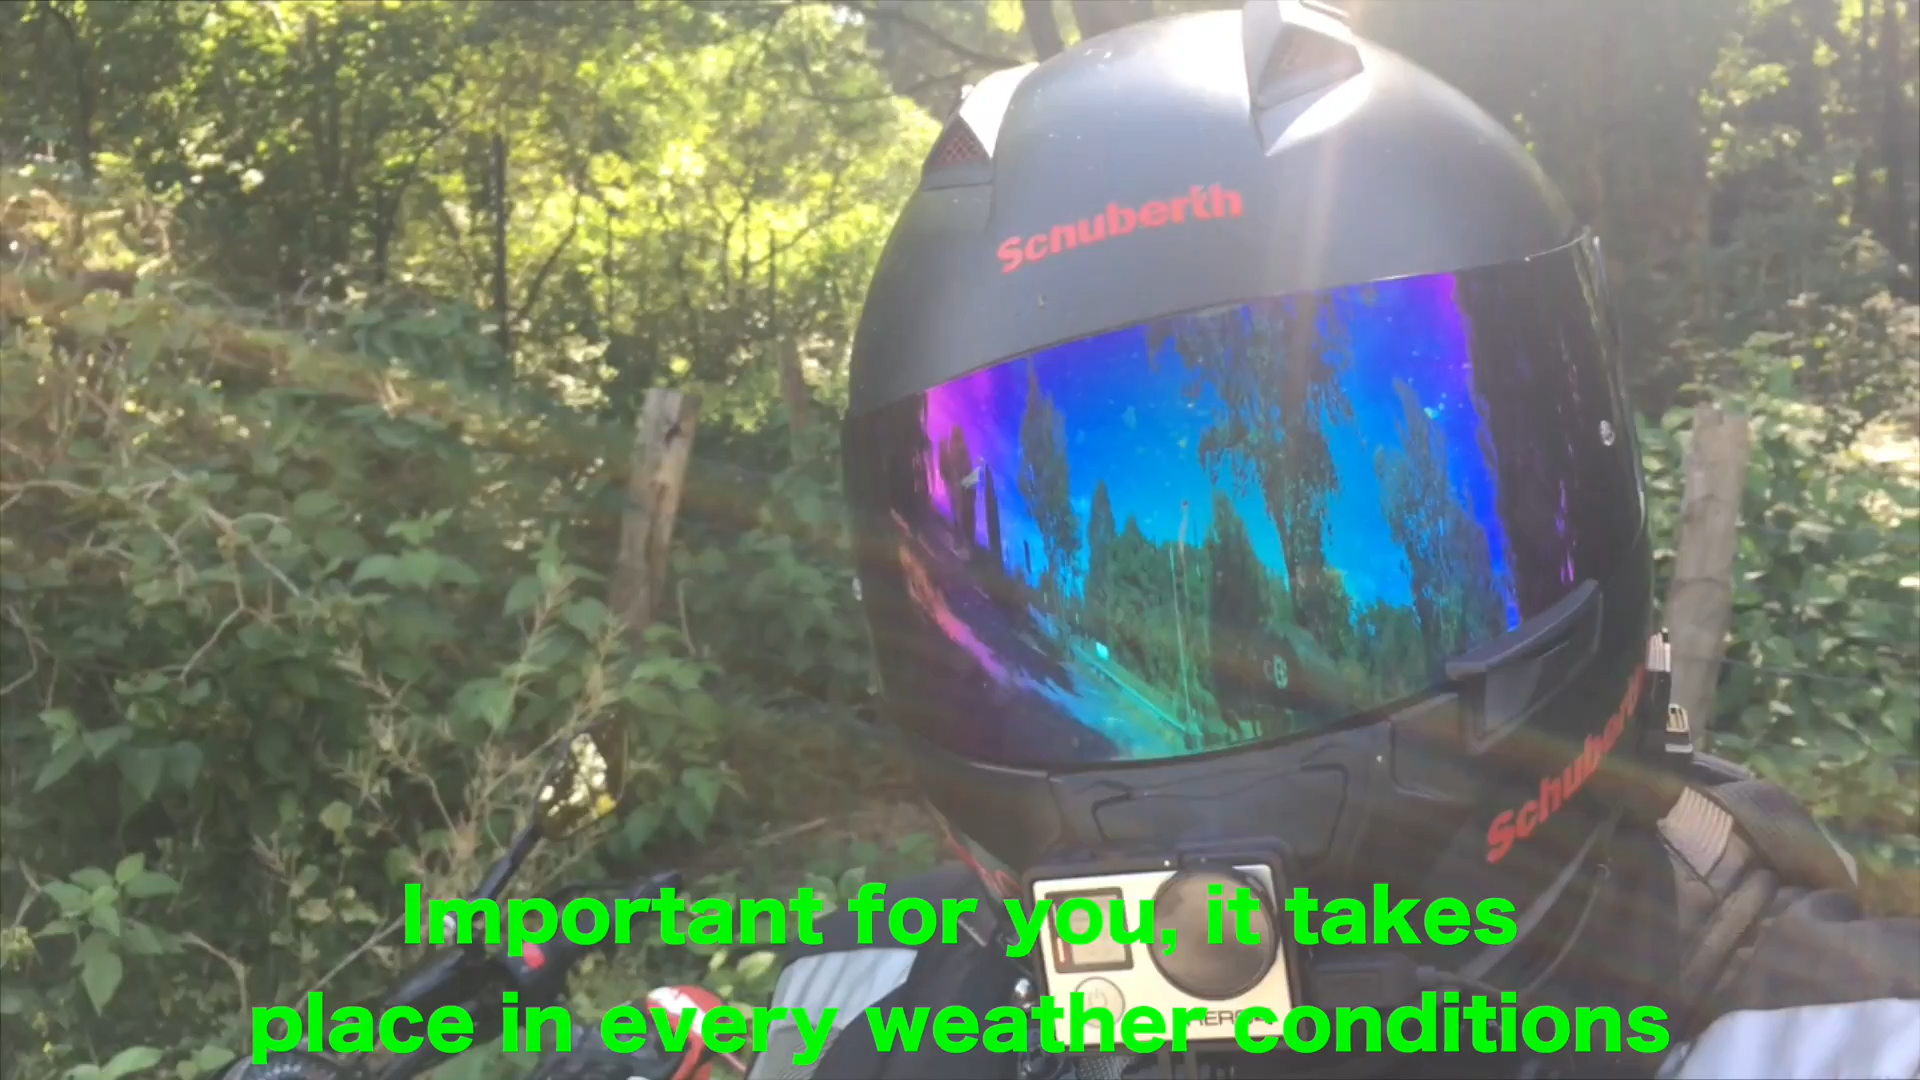 Schuberth
Schuberth
Important for you, it takes
place in every weather conditions